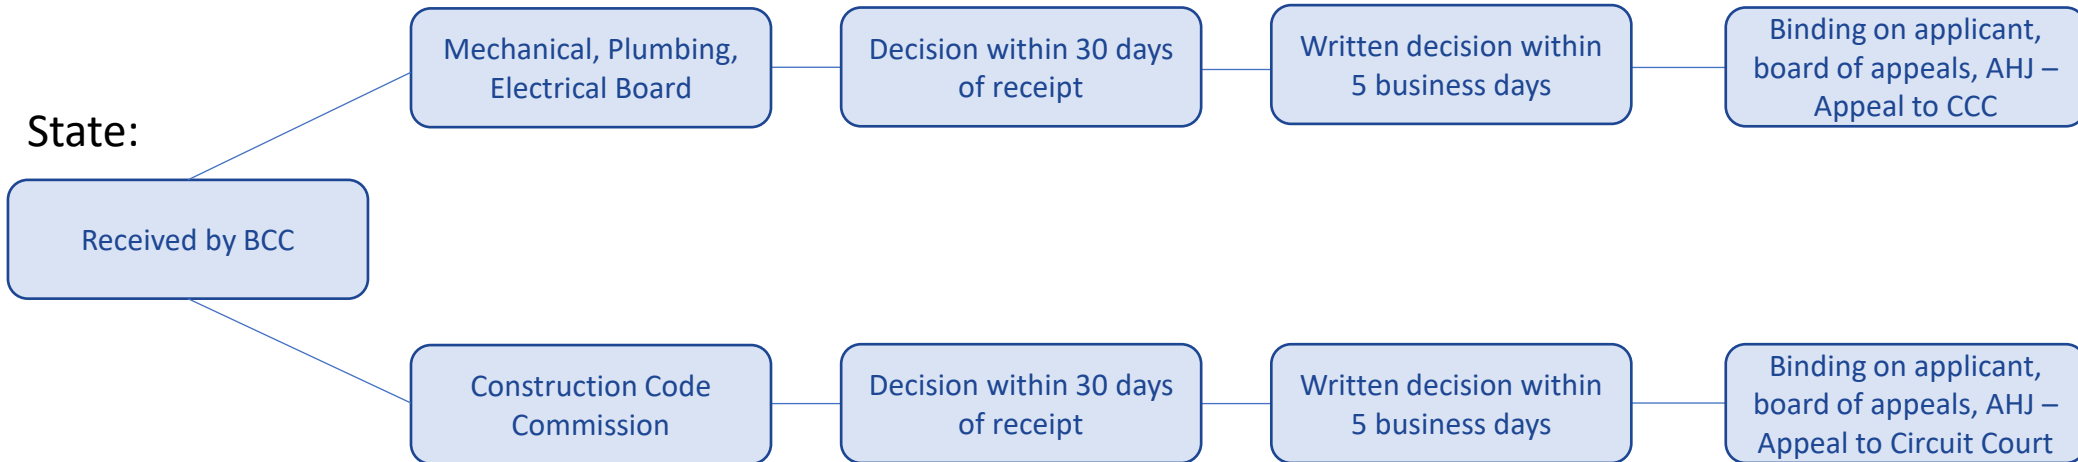 State:
Received by BCC
Mechanical, Plumbing,
Electrical Board
Decision within 30 days
of receipt
Written decision within
5 business days
Binding on applicant,
board of appeals, AHJ –
Appeal to CCC
Construction Code
Commission
Decision within 30 days
of receipt
Written decision within
5 business days
Binding on applicant,
board of appeals, AHJ –
Appeal to Circuit Court